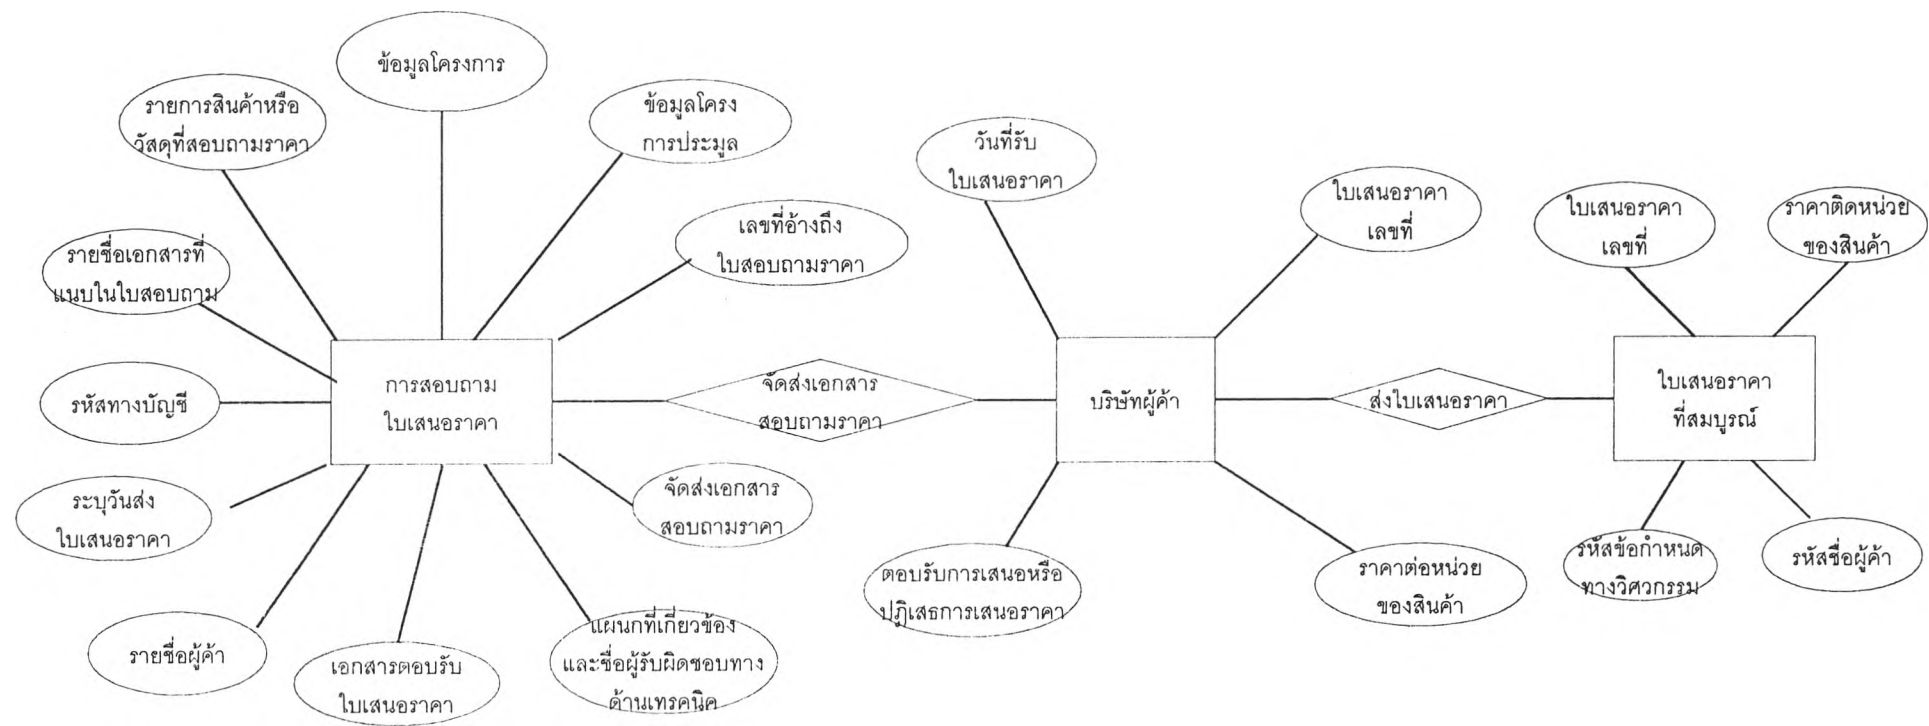 ข้อมูลโครงการ
รายการสินค้าหรือ
วัสดุที่สอบถามราคา
ข้อมูลโครง
การประมูล
รายชื่อเอกสารที่
แนบในใบสอบถาม
เลขที่อ้างถึง
ใบสอบถามราคา
รหัสทางบัญชี
การสอบถาม
ใบเสนอราคา
ระบุวันส่ง
ใบเสนอราคา
จัดส่งเอกสาร
สอบถามราคา
รายชื่อผู้ค้า
เอกสารตอบรับ
ใบเสนอราคา
แผนกที่เกี่ยวข้อง
และชื่อผู้รับผิดชอบทาง
ด้านเทรคนิค
จัดส่งเอกสาร
สอบถามราคา
วันที่รับ
ใบเสนอราคา
ใบเสนอราคา
เลขที่
บริษัทผู้ค้า
ตอบรับการเสนอหรือ
ปฏิเสธการเสนอราคา
ราคาต่อหน่วย
ของสินค้า
ส่งใบเสนอราคา
ใบเสนอราคา
เลขที่
ราคาติดหน่วย
ของสินค้า
ใบเสนอราคา
ที่สมบูรณ์
รหัสข้อกำหนด
ทางวิศวกรรม
รหัสชื่อผู้ค้า